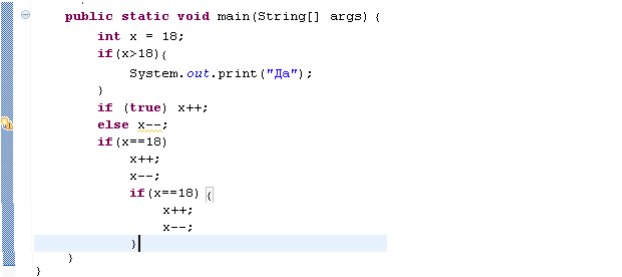 public static void main(String[] args) {
int x = 18;
if(x>18){
System.out.print("Да");
}
if (true) x++;
else x--;
if(x==18)
x++;
x--;
if(x==18) {
x++;
x--;
}
}
}